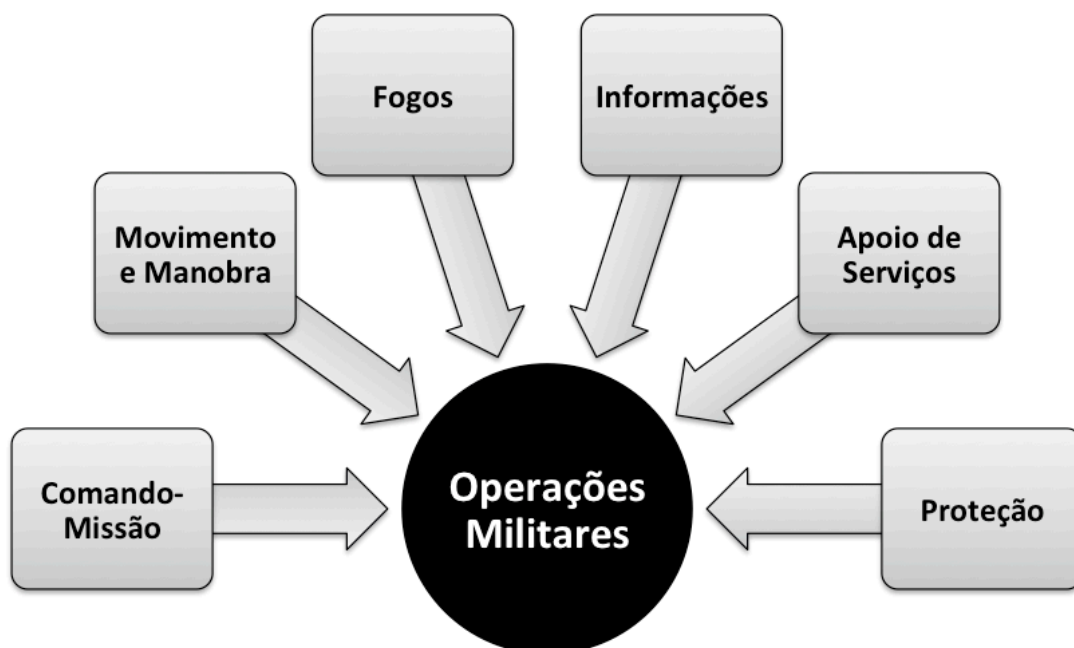 Fogos
Informações
Movimento
e Manobra
Apoio de
Serviços
Comando-
Missão
Operações
Militares
Proteção